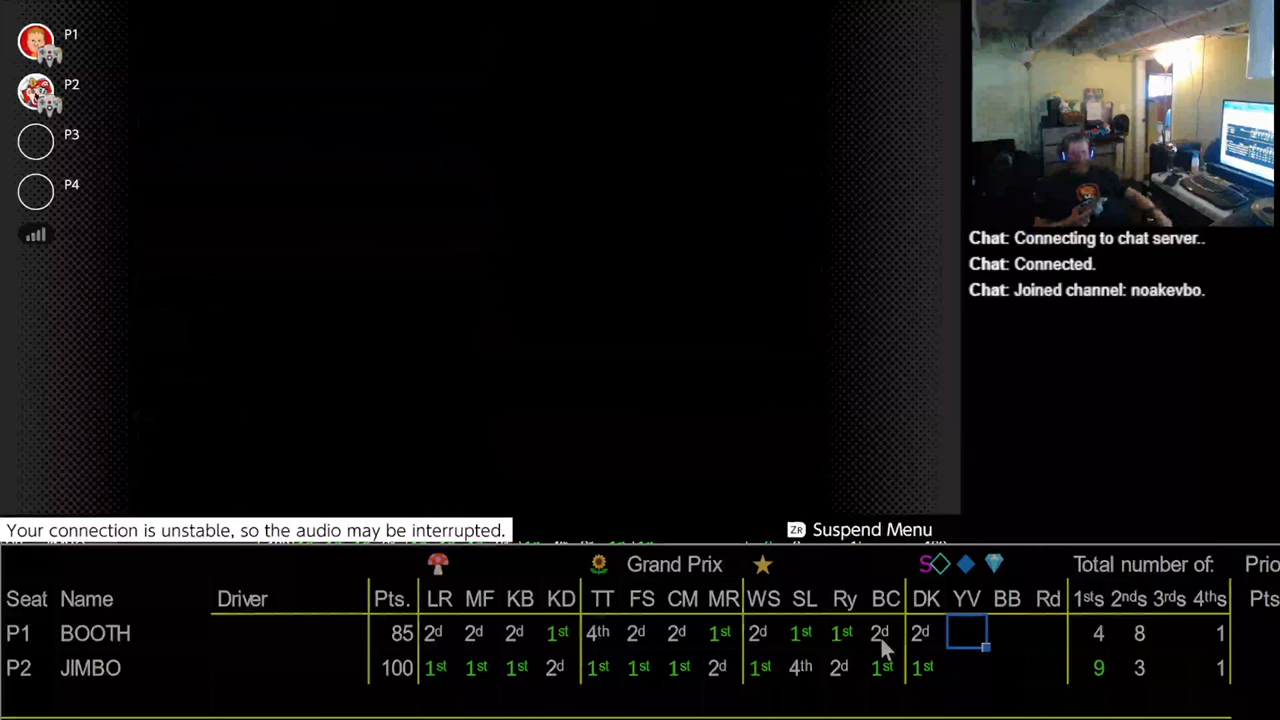 P1
P2
P3
P4
Chat: Connecting to chat server..
Chat: Connected.
Chat: Joined channel: noakevbo.
Your connection is unstable, so the audio may be interrupted.
ZR Suspend Menu
Grand Prix S Total number of: Prio
Seat Name Driver Pts. LR MF KB KD TT FS CM MR WS SL Ry BC DK YV BB Rd 1sts 2nds 3rds 4ths Pts
P1 BOOTH 85 2d 2d 2d 1st 4th 2d 2d 1st 2d 1st 1st 2d 2d 4 8 1
P2 JIMBO 100 1st 1st 1st 2d 1st 1st 1st 2d 1st 4th 2d 1st 1st 9 3 1